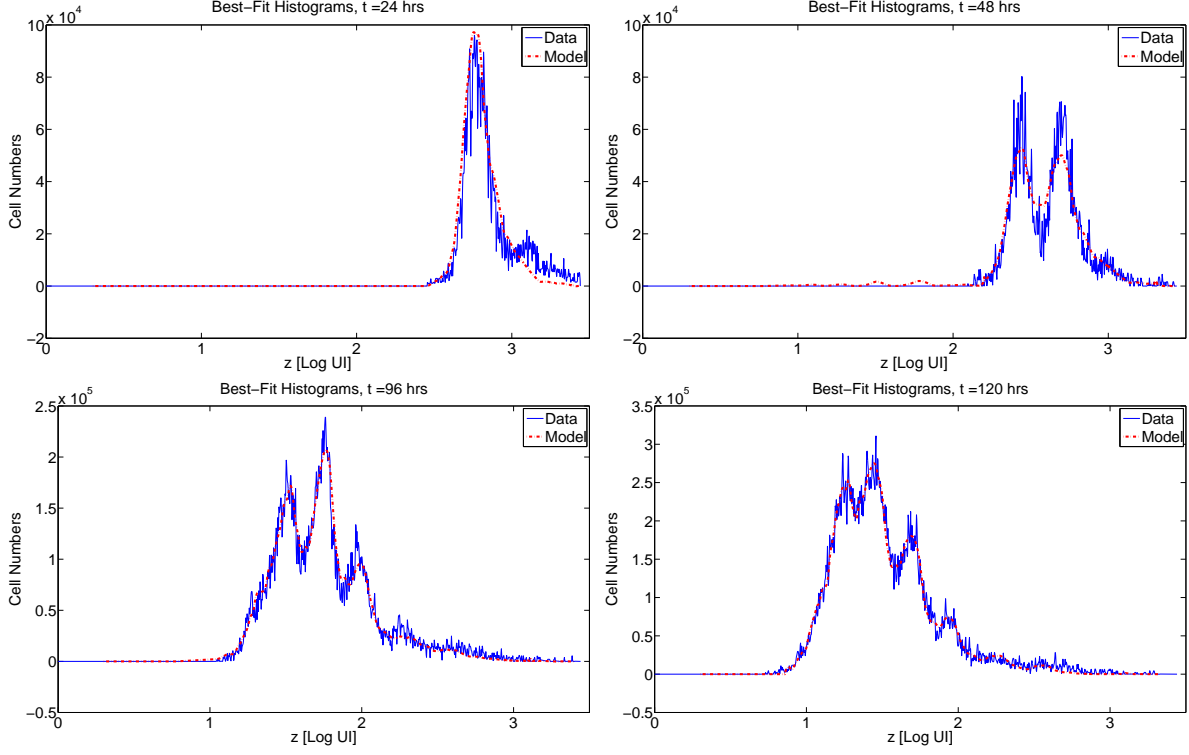 Best−Fit Histograms, t =24 hrs
x 10^4
Data
Model
Cell Numbers
10
8
6
4
2
0
−2
0 1 2 3
z [Log UI]
Best−Fit Histograms, t =48 hrs
x 10^4
Data
Model
Cell Numbers
10
8
6
4
2
0
−2
0 1 2 3
z [Log UI]
Best−Fit Histograms, t =96 hrs
x 10^5
Data
Model
Cell Numbers
2.5
2
1.5
1
0.5
0
−0.5
0 1 2 3
z [Log UI]
Best−Fit Histograms, t =120 hrs
x 10^5
Data
Model
Cell Numbers
3.5
3
2.5
2
1.5
1
0.5
0
−0.5
0 1 2 3
z [Log UI]